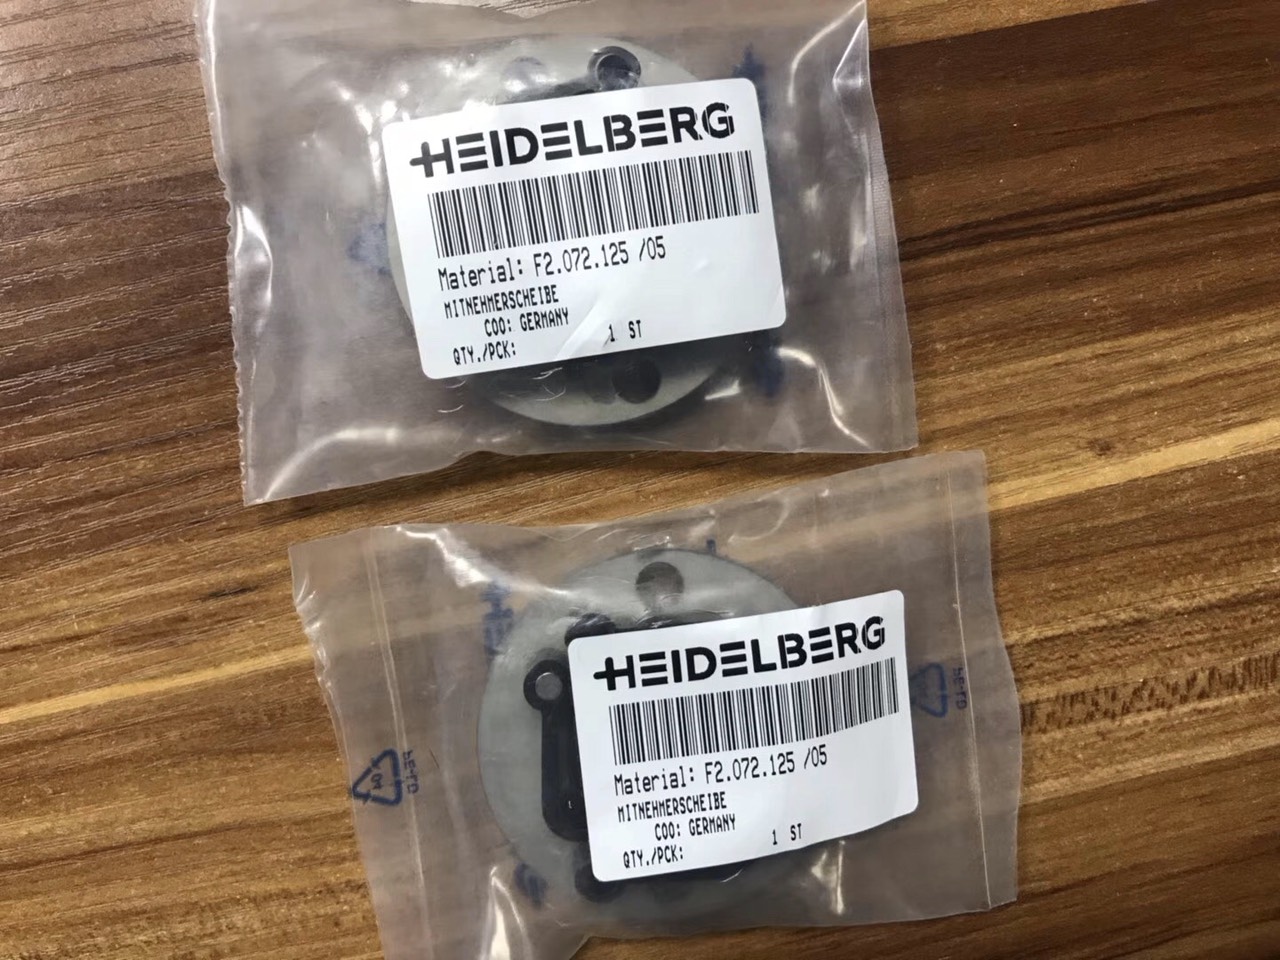 HEIDELBERG
Material: F2.072.125 /05
MITNEHMERSCHEIBE
COO: GERMANY
QTY./PCK: 1 ST
HEIDELBERG
Material: F2.072.125 /05
MITNEHMERSCHEIBE
COO: GERMANY
QTY./PCK: 1 ST
04